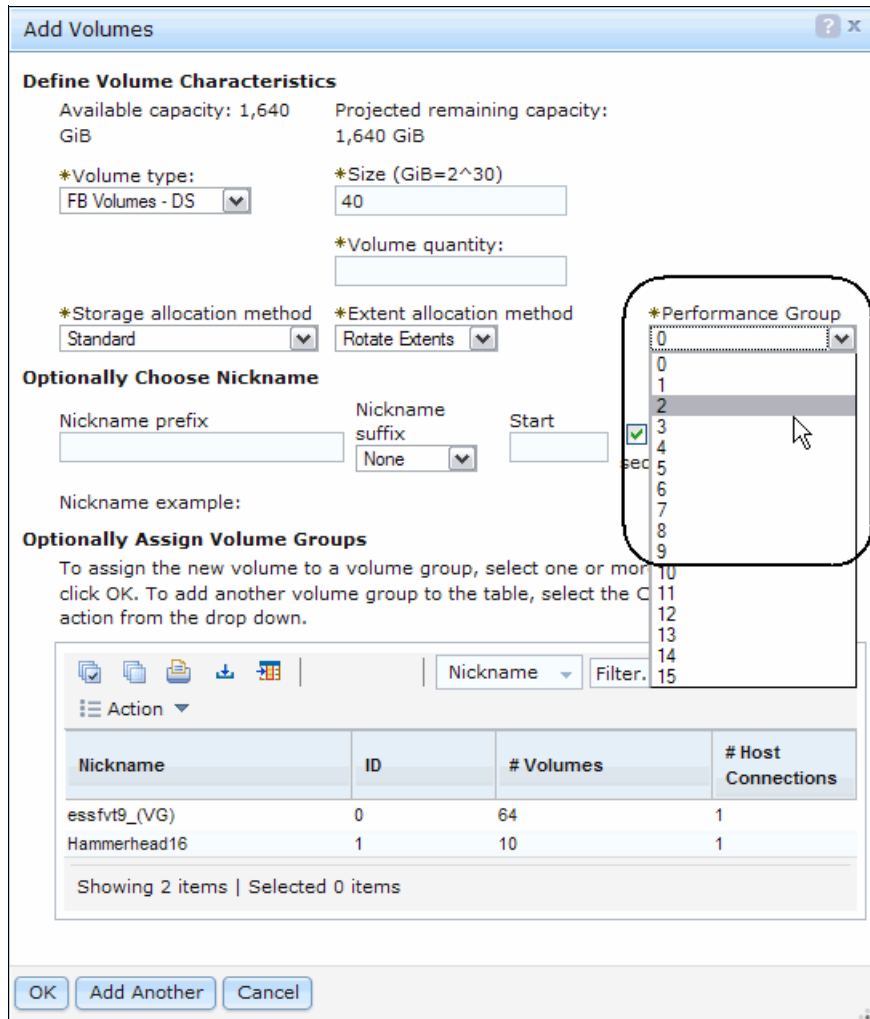 Add Volumes ? x
Define Volume Characteristics
Available capacity: 1,640 Projected remaining capacity:
GiB 1,640 GiB
*Volume type: *Size (GiB=2^30)
FB Volumes - DS 40
*Volume quantity:
*Storage allocation method *Extent allocation method *Performance Group
Standard Rotate Extents 0
0
1
2
3
4
5
6
7
8
9
10
11
12
13
14
15
Optionally Choose Nickname
Nickname prefix Nickname suffix Start
None
Nickname example:
Optionally Assign Volume Groups
To assign the new volume to a volume group, select one or mor
click OK. To add another volume group to the table, select the C
action from the drop down.
Nickname Filter.
Action
Nickname ID # Volumes # Host Connections
essfvt9_(VG) 0 64 1
Hammerhead16 1 10 1
Showing 2 items | Selected 0 items
OK Add Another Cancel